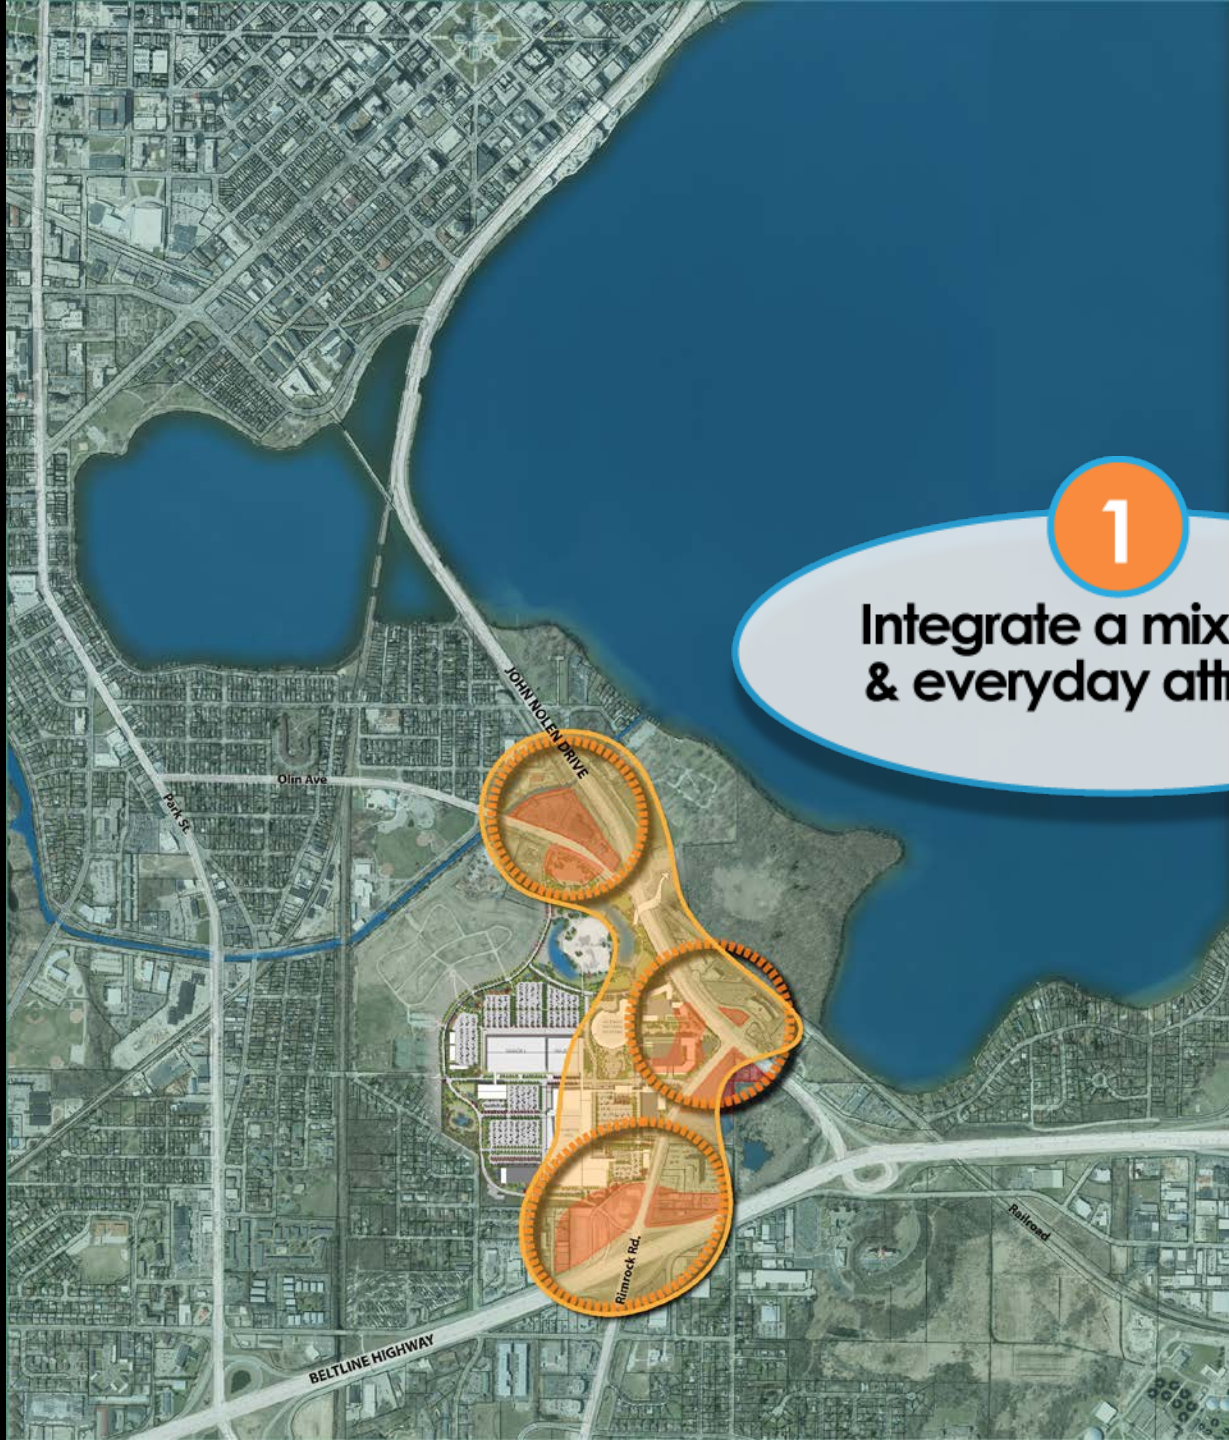 1
Integrate a mix
& everyday att
JOHN NOLEN DRIVE
Olin Ave
Park St.
Railroad
Rimrock Rd.
BELTLINE HIGHWAY